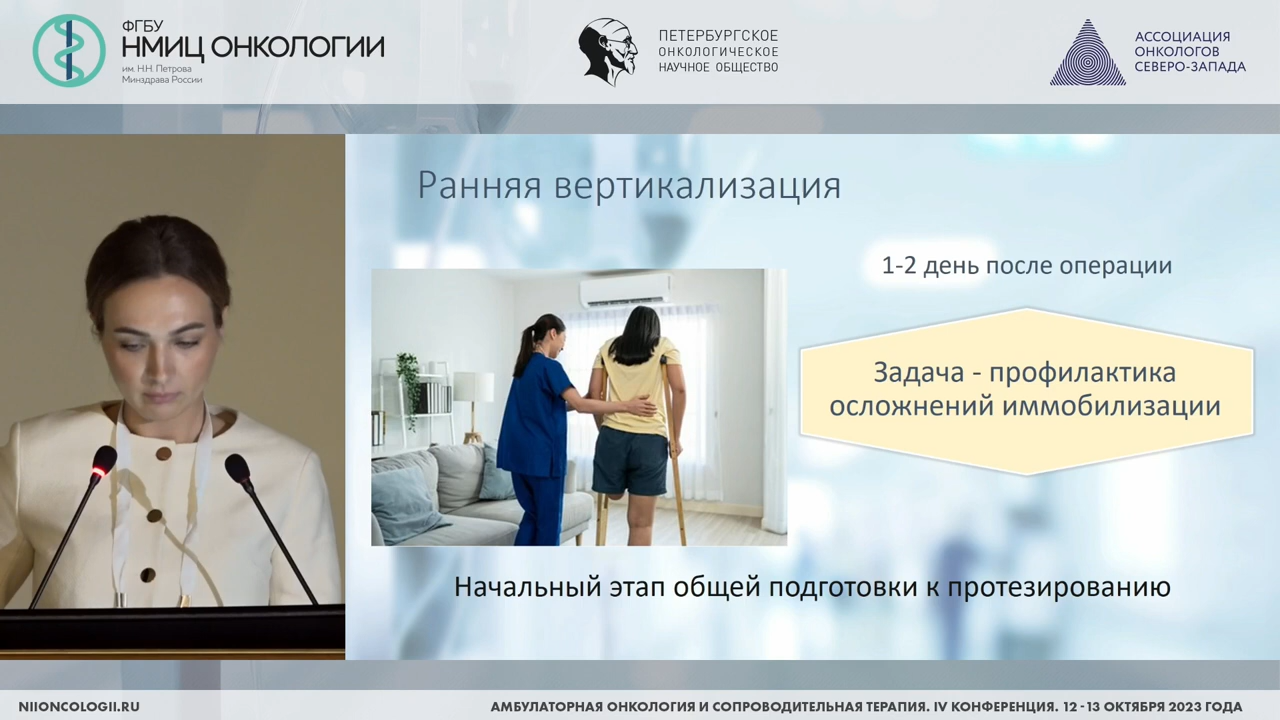 ФГБУ
НМИЦ ОНКОЛОГИИ
им. Н.Н. Петрова
Минздрава России
ПЕТЕРБУРГСКОЕ
ОНКОЛОГИЧЕСКОЕ
НАУЧНОЕ ОБЩЕСТВО
АССОЦИАЦИЯ
ОНКОЛОГОВ
СЕВЕРО-ЗАПАДА
Ранняя вертикализация
1-2 день после операции
Задача - профилактика
осложнений иммобилизации
Начальный этап общей подготовки к протезированию
NIIONCOLOGII.RU
АМБУЛАТОРНАЯ ОНКОЛОГИЯ И СОПРОВОДИТЕЛЬНАЯ ТЕРАПИЯ. IV КОНФЕРЕНЦИЯ. 12 - 13 ОКТЯБРЯ 2023 ГОДА